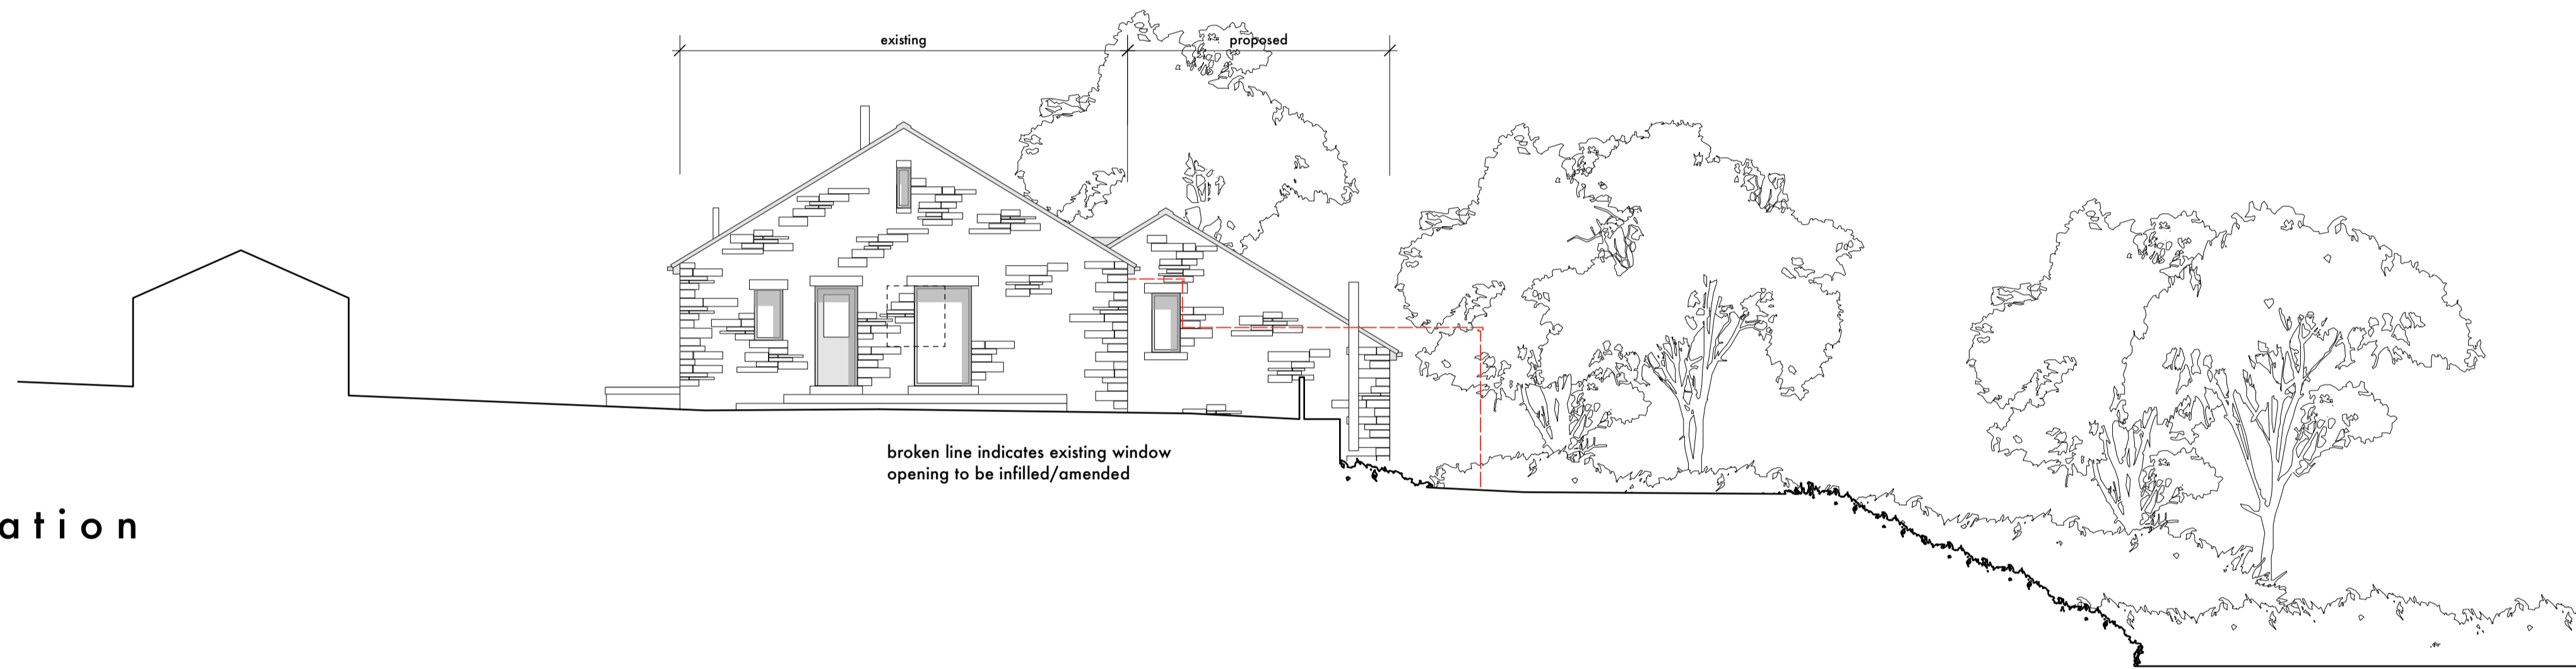 existing
proposed
broken line indicates existing window
opening to be infilled/amended
ation